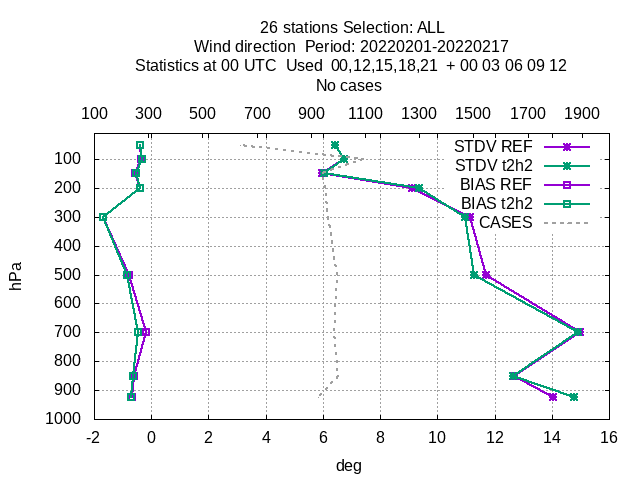 26 stations Selection: ALL
Wind direction  Period: 20220201-20220217
Statistics at 00 UTC  Used  00,12,15,18,21  + 00 03 06 09 12
No cases
100 300 500 700 900 1100 1300 1500 1700 1900
STDV REF
STDV t2h2
BIAS REF
BIAS t2h2
CASES
hPa
100
200
300
400
500
600
700
800
900
1000
-2 0 2 4 6 8 10 12 14 16
deg